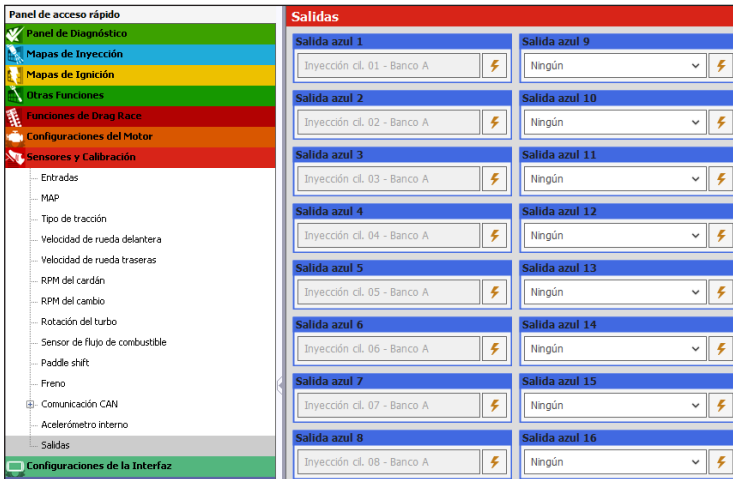 Panel de acceso rápido
Panel de Diagnóstico
Mapas de Inyección
Mapas de Ignición
Otras Funciones
Funciones de Drag Race
Configuraciones del Motor
Sensores y Calibración
Entradas
MAP
Tipo de tracción
Velocidad de rueda delantera
Velocidad de rueda traseras
RPM del cardán
RPM del cambio
Rotación del turbo
Sensor de flujo de combustible
Paddle shift
Freno
Comunicación CAN
Acelerómetro interno
Salidas
Configuraciones de la Interfaz
Salidas
Salida azul 1
Inyección cil. 01 - Banco A
Salida azul 2
Inyección cil. 02 - Banco A
Salida azul 3
Inyección cil. 03 - Banco A
Salida azul 4
Inyección cil. 04 - Banco A
Salida azul 5
Inyección cil. 05 - Banco A
Salida azul 6
Inyección cil. 06 - Banco A
Salida azul 7
Inyección cil. 07 - Banco A
Salida azul 8
Inyección cil. 08 - Banco A
Salida azul 9
Ningún
Salida azul 10
Ningún
Salida azul 11
Ningún
Salida azul 12
Ningún
Salida azul 13
Ningún
Salida azul 14
Ningún
Salida azul 15
Ningún
Salida azul 16
Ningún